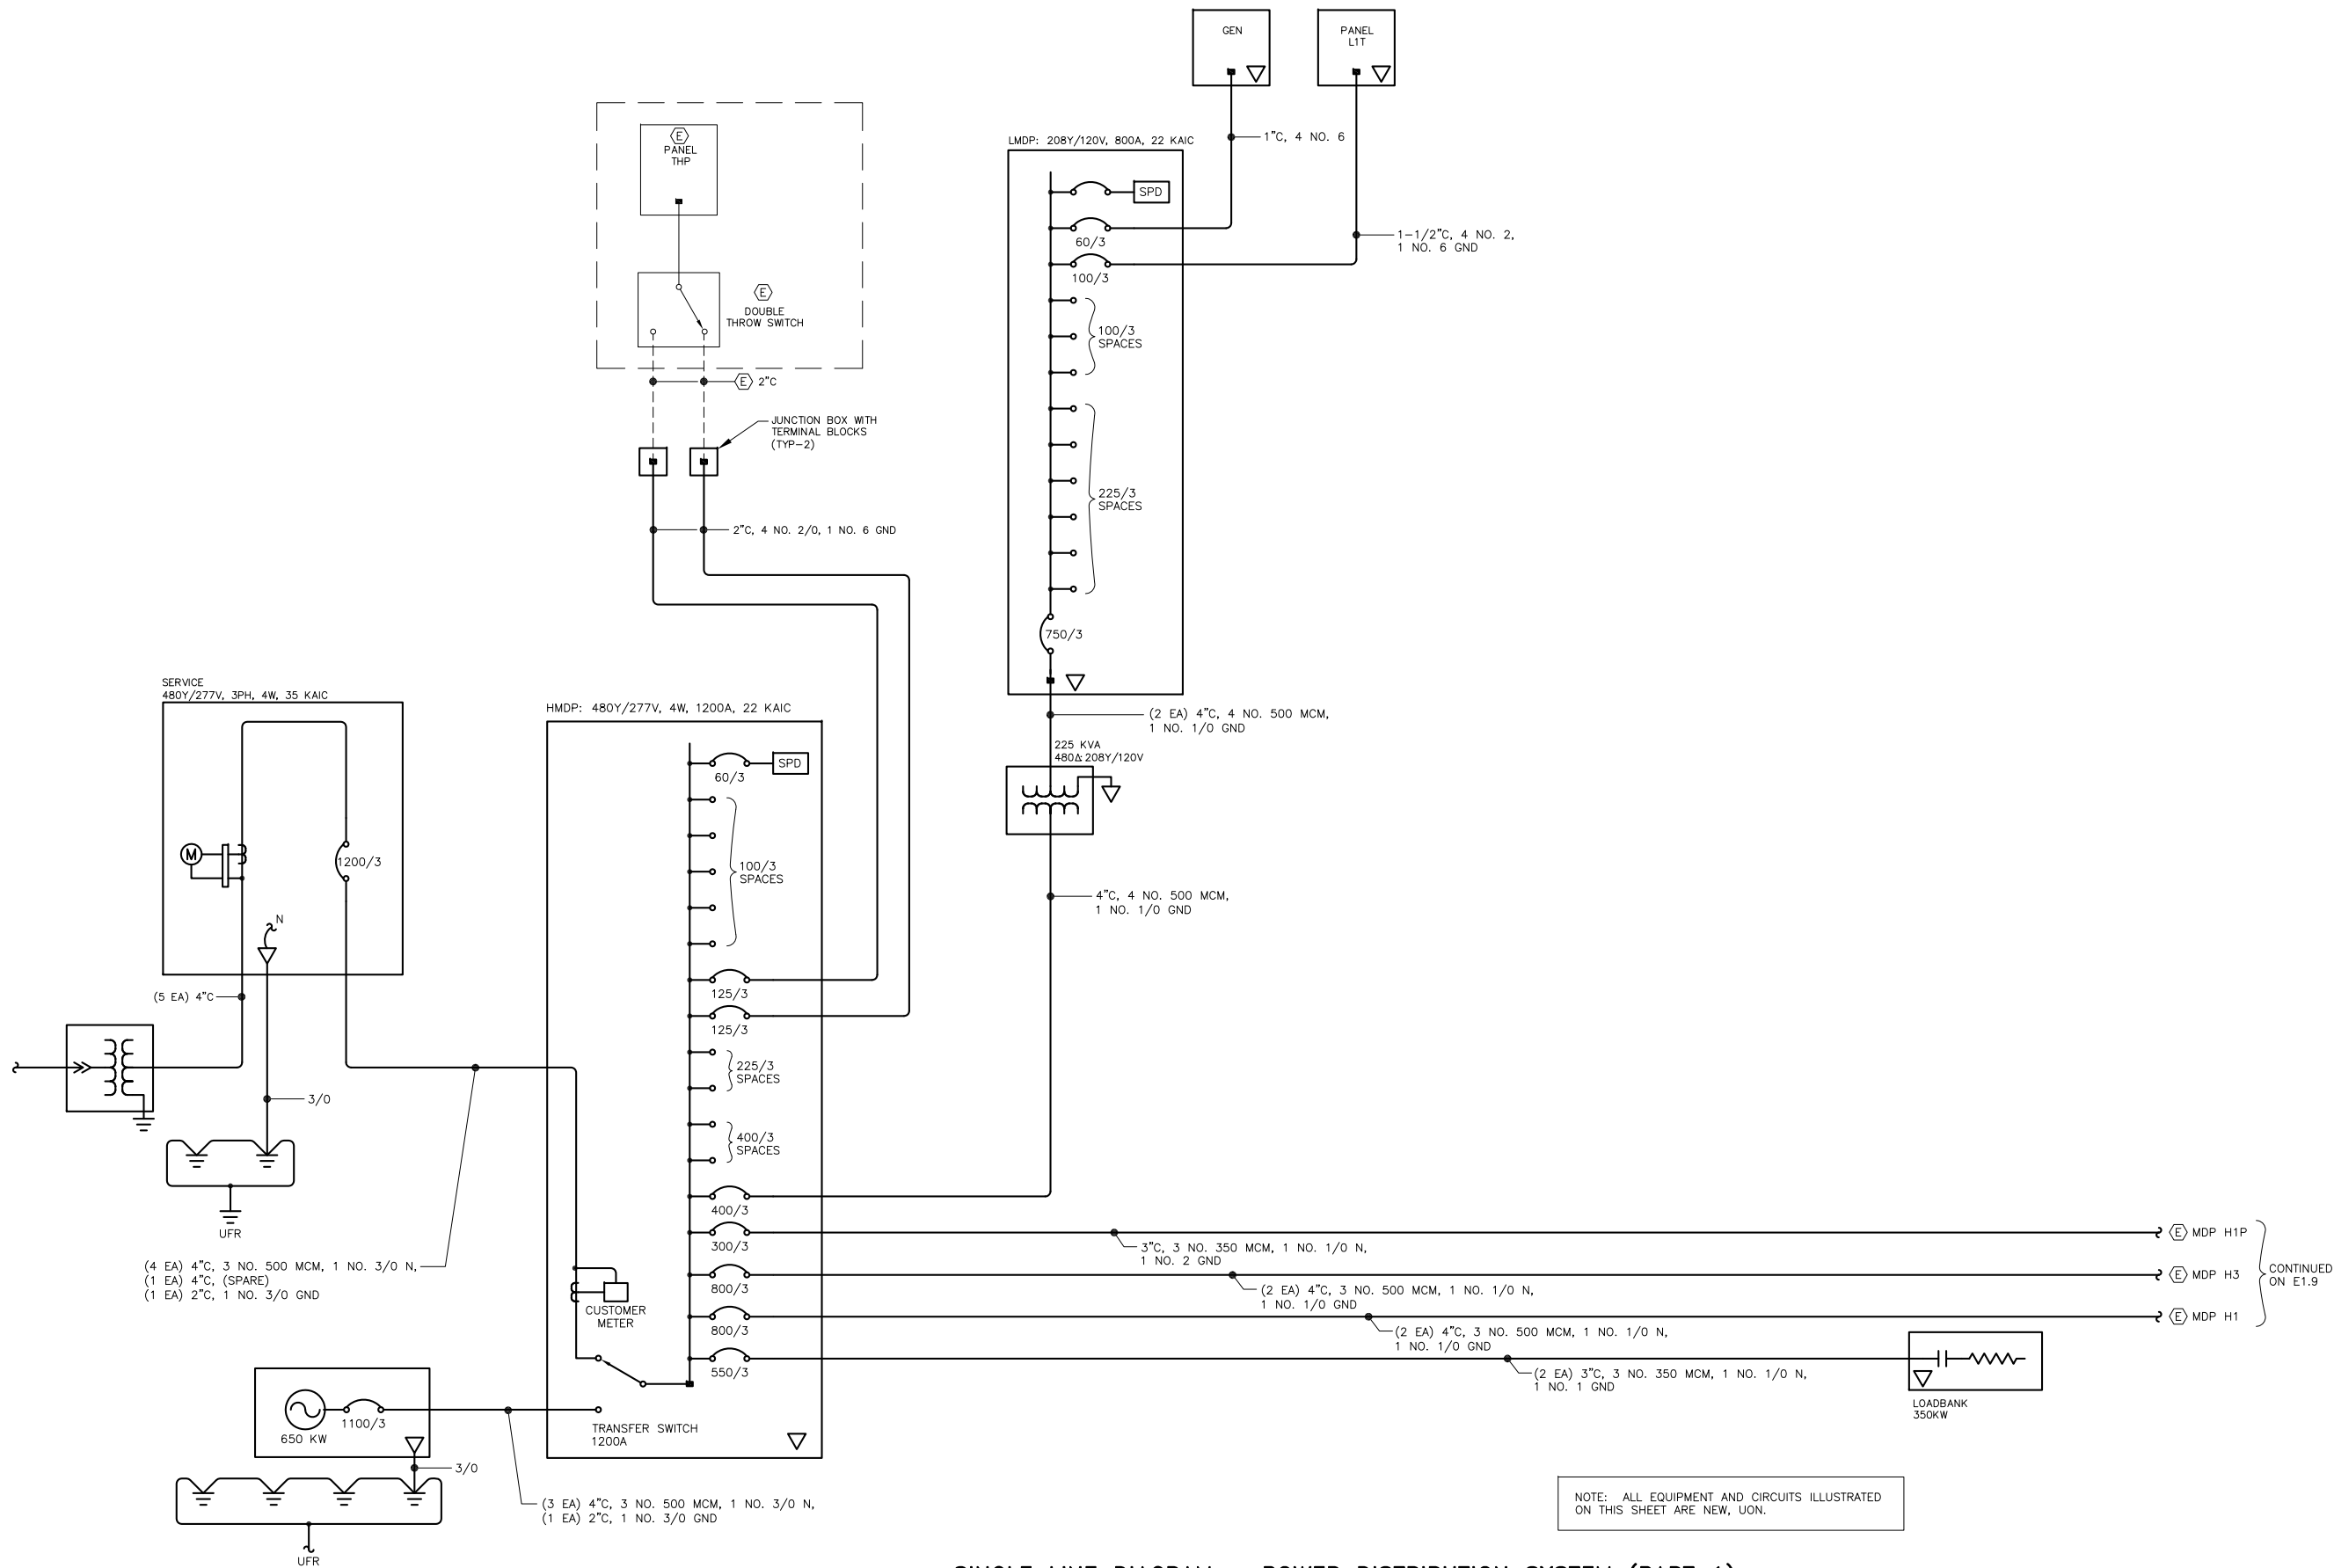 GEN
PANEL
L1T
E
PANEL
THP
LMDP: 208Y/120V, 800A, 22 KAIC
1"C, 4 NO. 6
SPD
60/3
1-1/2"C, 4 NO. 2,
1 NO. 6 GND
100/3
E
DOUBLE
THROW SWITCH
100/3
SPACES
E 2"C
JUNCTION BOX WITH
TERMINAL BLOCKS
(TYP-2)
225/3
SPACES
2"C, 4 NO. 2/0, 1 NO. 6 GND
750/3
SERVICE
480Y/277V, 3PH, 4W, 35 KAIC
HMDP: 480Y/277V, 4W, 1200A, 22 KAIC
(2 EA) 4"C, 4 NO. 500 MCM,
1 NO. 1/0 GND
225 KVA
480Δ:208Y/120V
SPD
60/3
M
1200/3
100/3
SPACES
4"C, 4 NO. 500 MCM,
1 NO. 1/0 GND
N
(5 EA) 4"C
125/3
125/3
225/3
SPACES
3/0
400/3
SPACES
400/3
UFR
300/3
3"C, 3 NO. 350 MCM, 1 NO. 1/0 N,
1 NO. 2 GND
E MDP H1P
(4 EA) 4"C, 3 NO. 500 MCM, 1 NO. 3/0 N,
(1 EA) 4"C, (SPARE)
(1 EA) 2"C, 1 NO. 3/0 GND
800/3
(2 EA) 4"C, 3 NO. 500 MCM, 1 NO. 1/0 N,
1 NO. 1/0 GND
E MDP H3
CONTINUED
ON E1.9
CUSTOMER
METER
800/3
(2 EA) 4"C, 3 NO. 500 MCM, 1 NO. 1/0 N,
1 NO. 1/0 GND
E MDP H1
550/3
(2 EA) 3"C, 3 NO. 350 MCM, 1 NO. 1/0 N,
1 NO. 1 GND
LOADBANK
350KW
1100/3
650 KW
TRANSFER SWITCH
1200A
3/0
(3 EA) 4"C, 3 NO. 500 MCM, 1 NO. 3/0 N,
(1 EA) 2"C, 1 NO. 3/0 GND
UFR
NOTE: ALL EQUIPMENT AND CIRCUITS ILLUSTRATED
ON THIS SHEET ARE NEW, UON.
SINGLE LINE DIAGRAM - POWER DISTRIBUTION SYSTEM (PART 1)